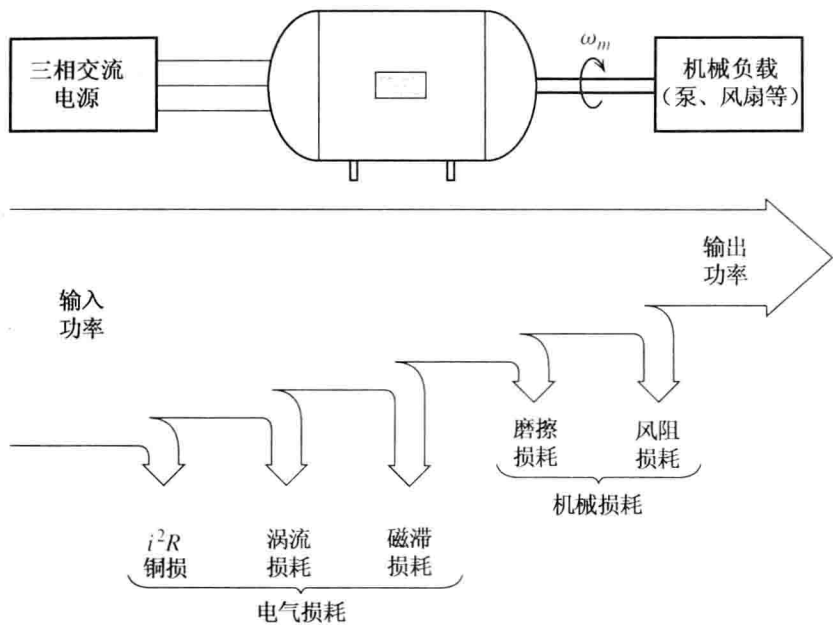 三相交流
电源
ω_m
机械负载
(泵、风扇等)
输出
功率
输入
功率
磨擦
损耗
风阻
损耗
机械损耗
i²R
铜损
涡流
损耗
磁滞
损耗
电气损耗